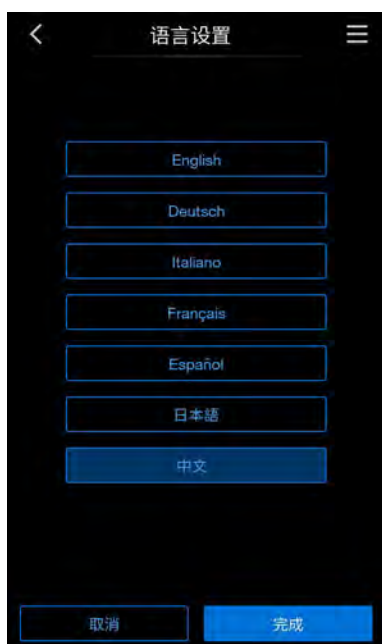 语言设置
English
Deutsch
Italiano
Français
Español
日本語
中文
取消 完成